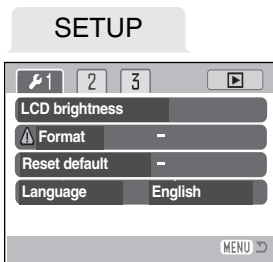 SETUP
1 2 3
LCD brightness
Format –
Reset default –
Language English
MENU